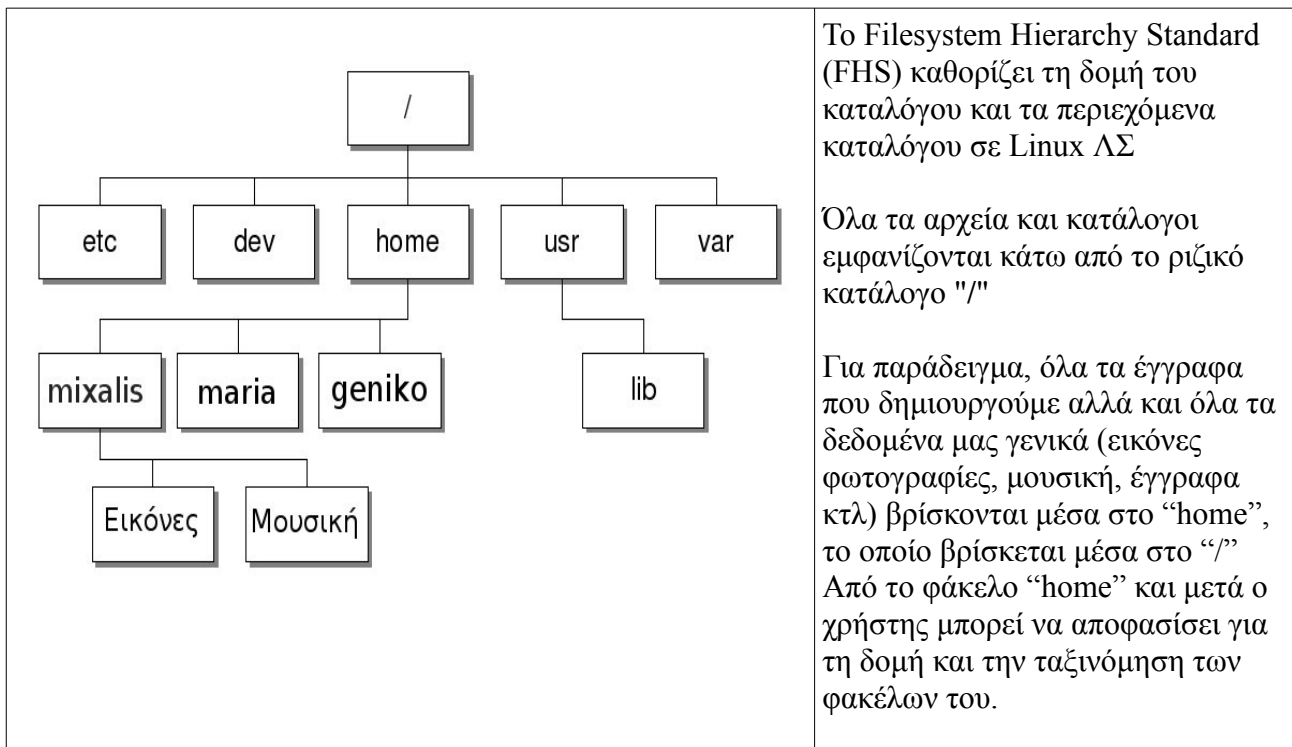 /
etc dev home usr var
mixalis maria geniko lib
Εικόνες Μουσική
Το Filesystem Hierarchy Standard
(FHS) καθορίζει τη δομή του
καταλόγου και τα περιεχόμενα
καταλόγου σε Linux ΛΣ
Όλα τα αρχεία και κατάλογοι
εμφανίζονται κάτω από το ριζικό
κατάλογο "/"
Για παράδειγμα, όλα τα έγγραφα
που δημιουργούμε αλλά και όλα τα
δεδομένα μας γενικά (εικόνες
φωτογραφίες, μουσική, έγγραφα
κτλ) βρίσκονται μέσα στο “home”,
το οποίο βρίσκεται μέσα στο “/”
Από το φάκελο “home” και μετά ο
χρήστης μπορεί να αποφασίσει για
τη δομή και την ταξινόμηση των
φακέλων του.